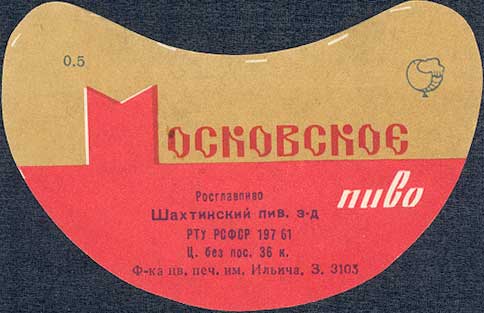 0.5
Московское
пиво
Росглавпиво
Шахтинский пив. з-д
РТУ РСФСР 197 61
Ц. без пос. 36 к.
Ф-ка цв. печ. им. Ильича, З. 3103